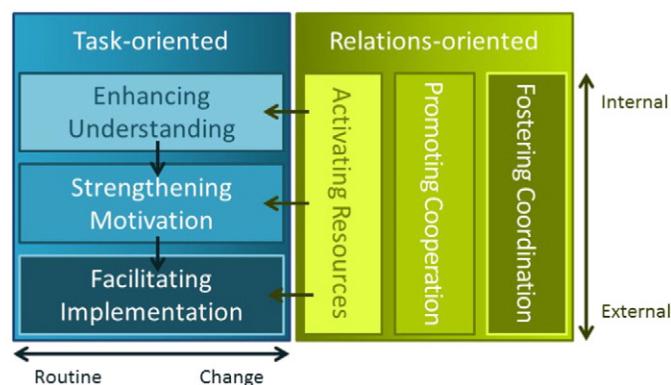 Task-oriented
Relations-oriented
Enhancing
Understanding
Strengthening
Motivation
Facilitating
Implementation
Activating Resources
Promoting Cooperation
Fostering Coordination
Internal
External
Routine
Change